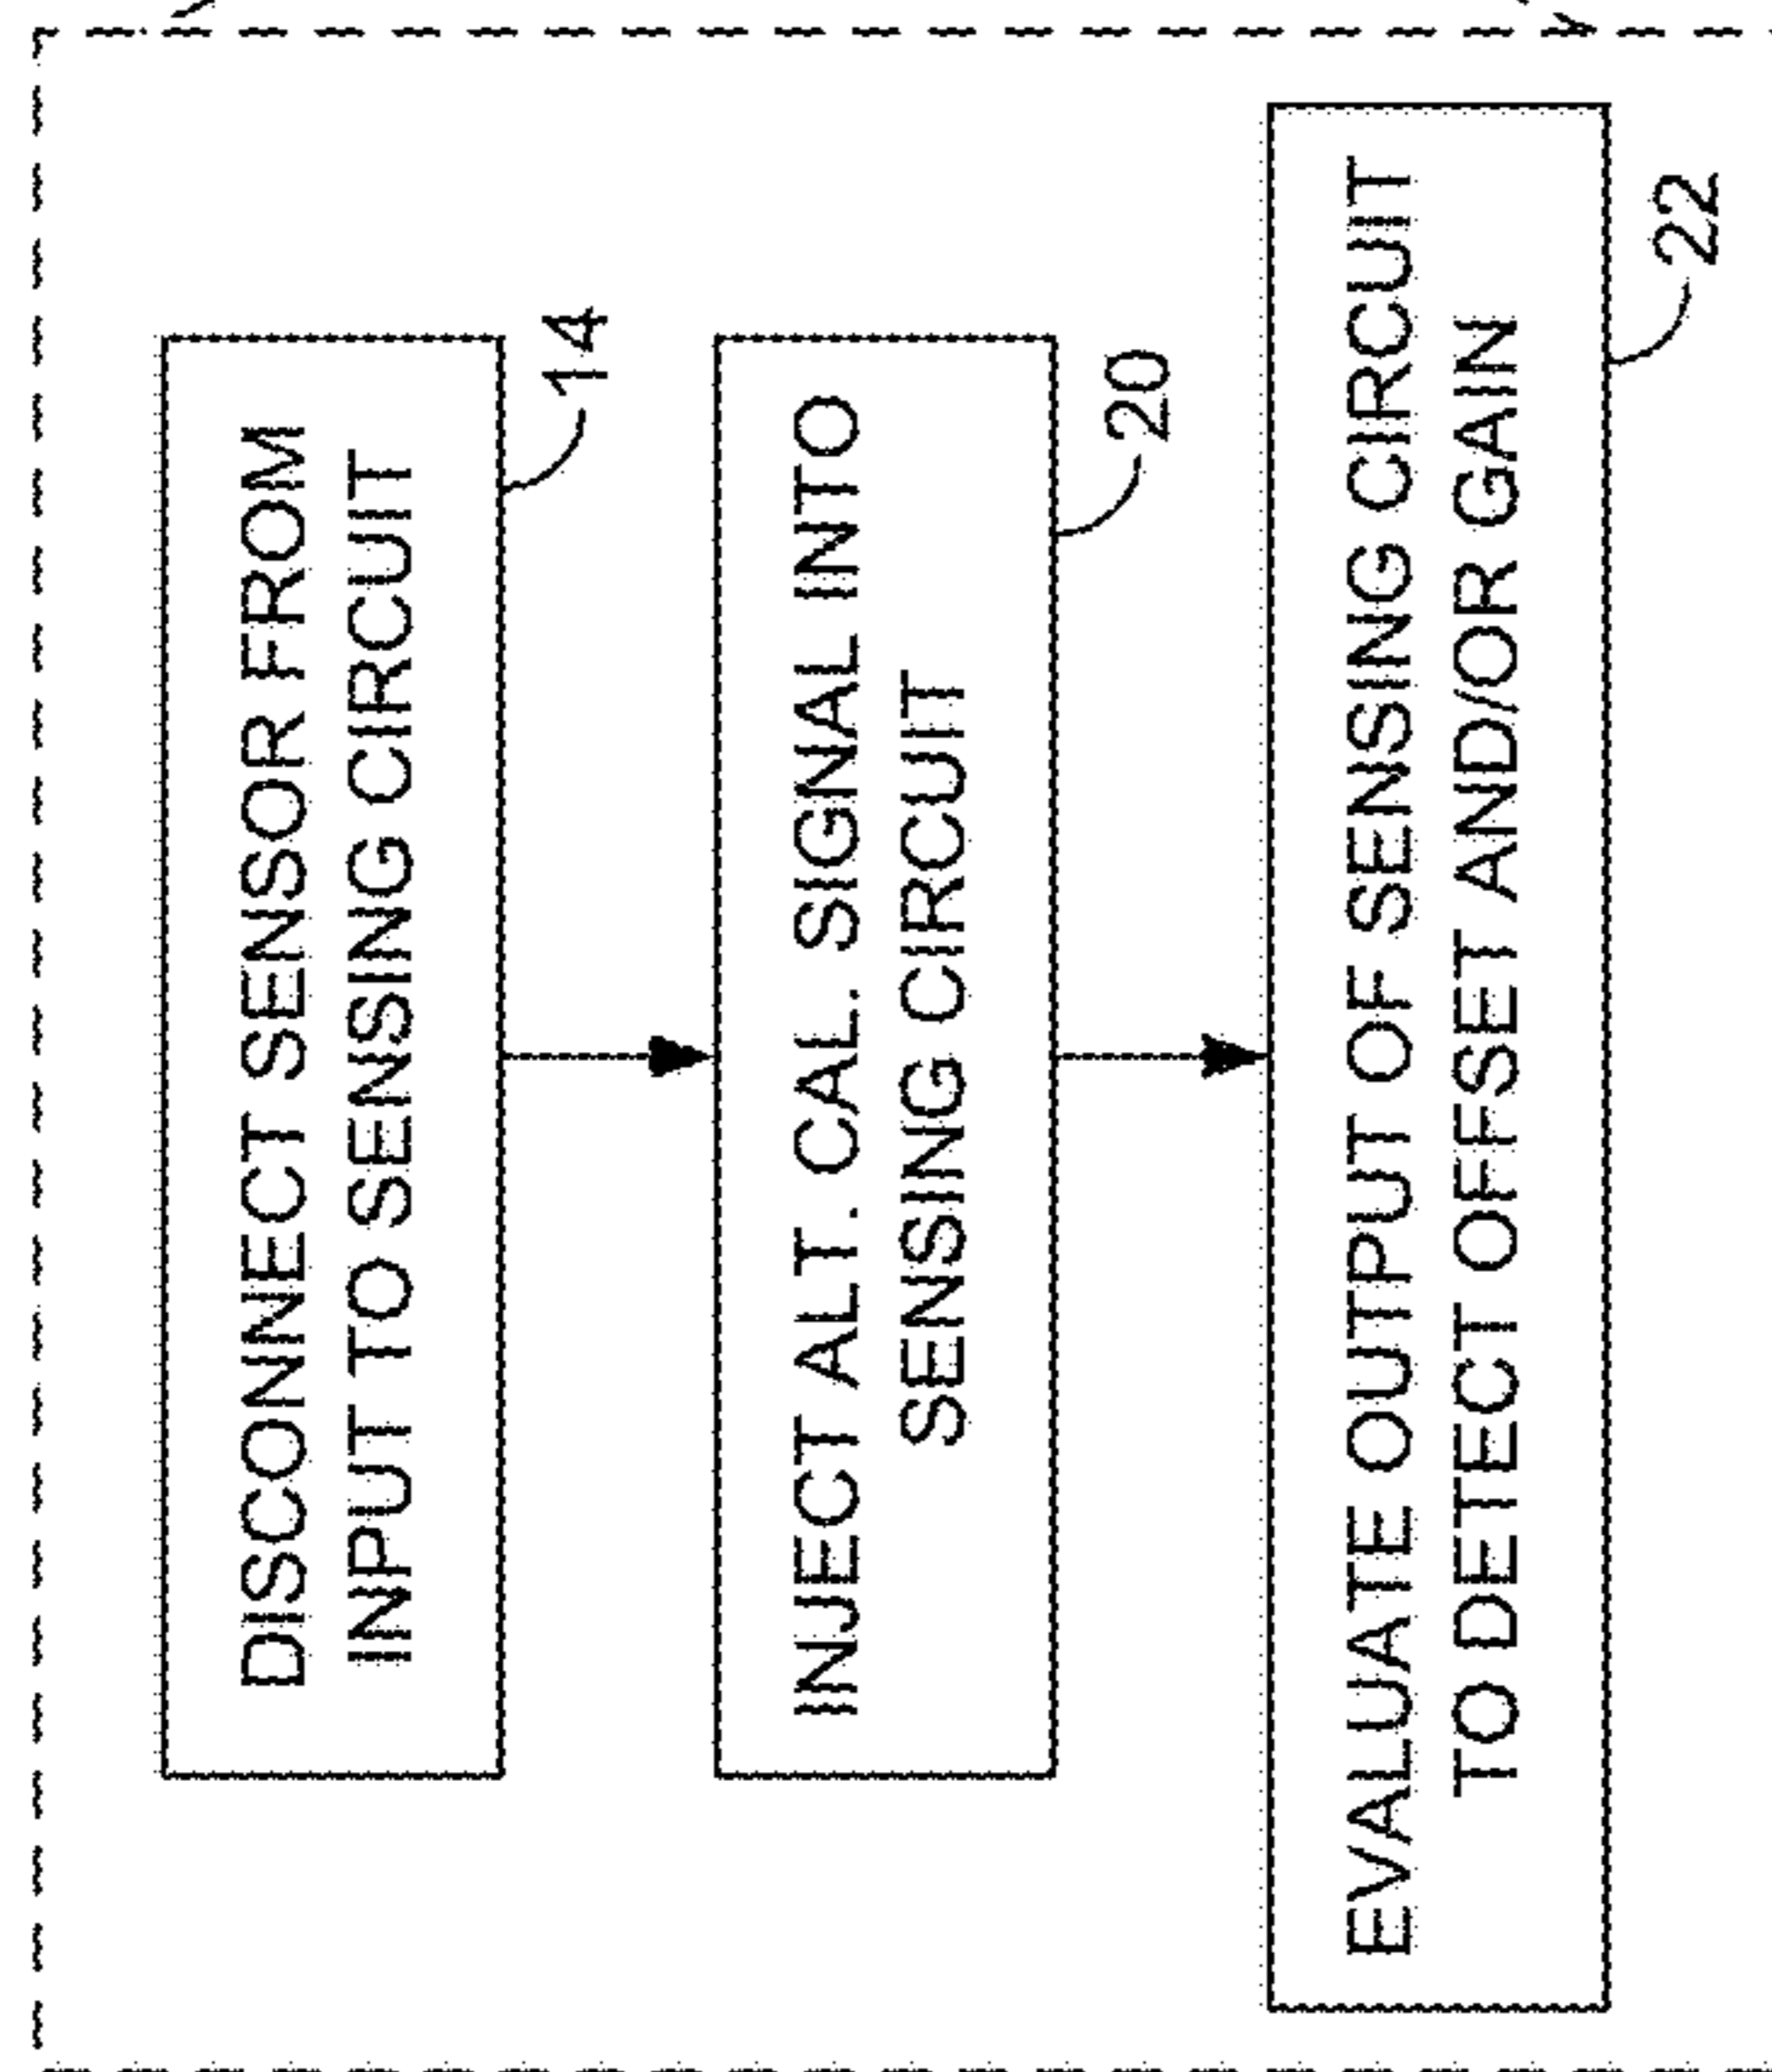 DISCONNECT SENSOR FROM
INPUT TO SENSING CIRCUIT
14
INJECT ALT. CAL. SIGNAL INTO
SENSING CIRCUIT
20
EVALUATE OUTPUT OF SENSING CIRCUIT
TO DETECT OFFSET AND/OR GAIN
22